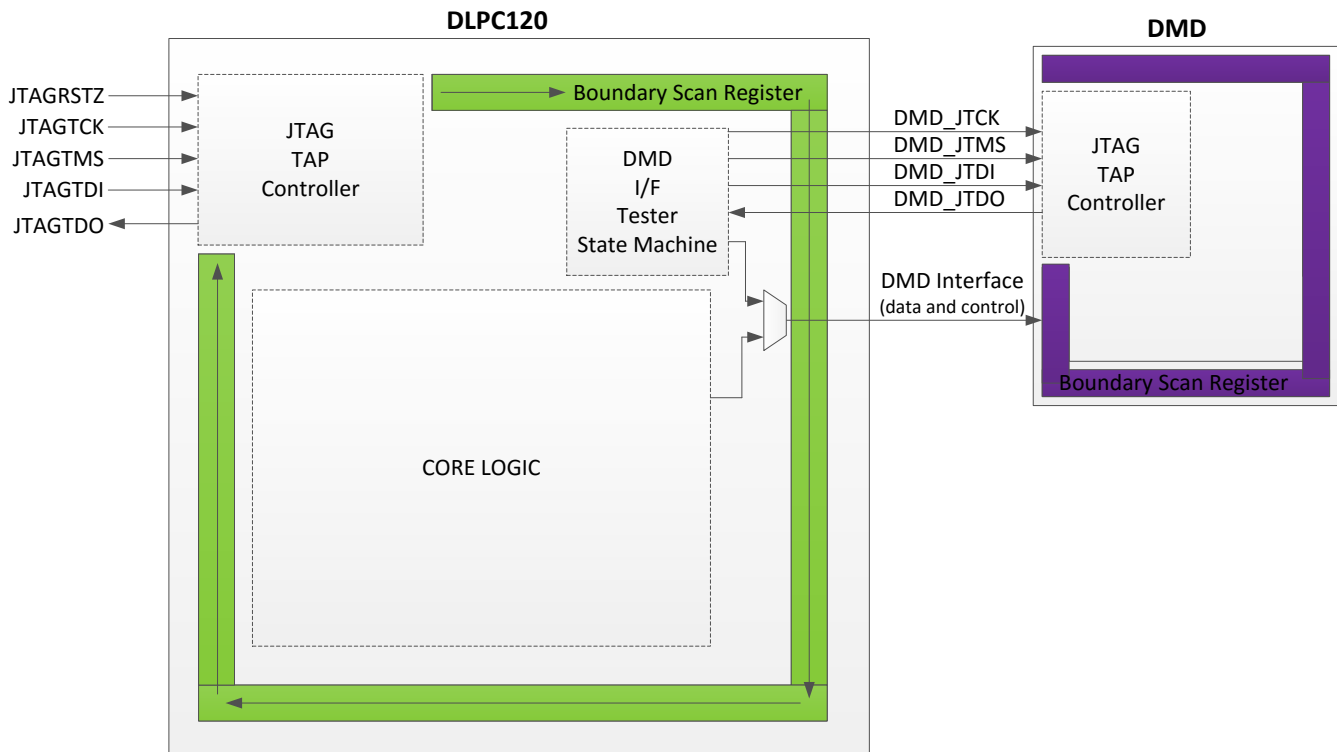 DLPC120
DMD
JTAGRSTZ
JTAGTCK
JTAGTMS
JTAGTDI
JTAGTDO
JTAG
TAP
Controller
Boundary Scan Register
DMD
I/F
Tester
State Machine
DMD_JTCK
DMD_JTMS
DMD_JTDI
DMD_JTDO
JTAG
TAP
Controller
DMD Interface
(data and control)
Boundary Scan Register
CORE LOGIC